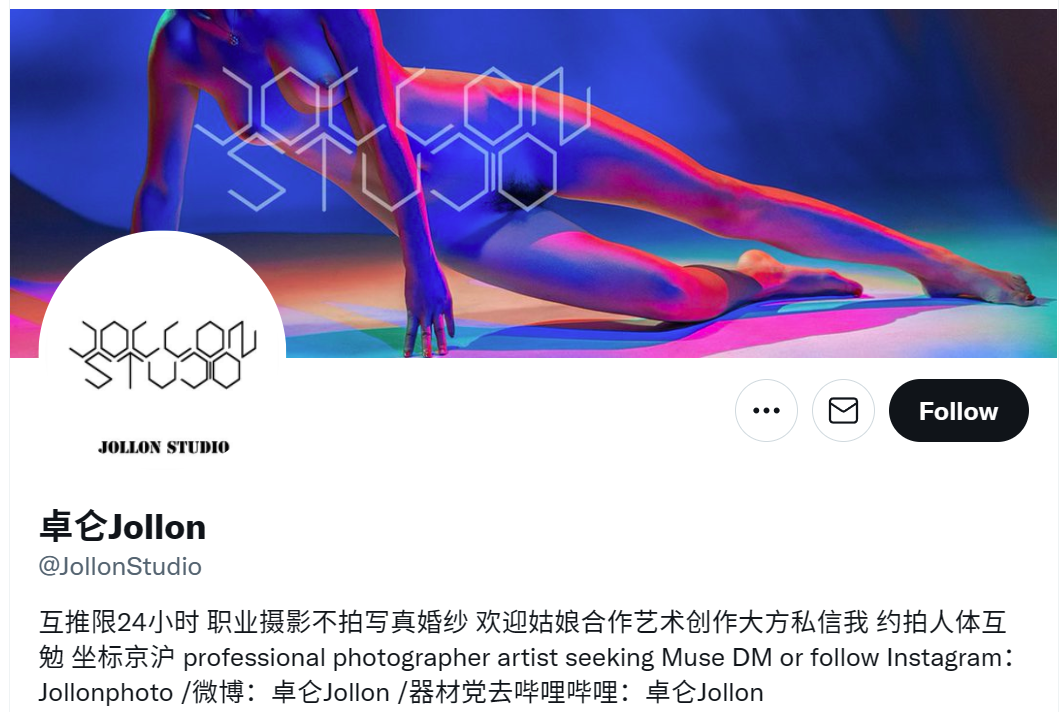 JOLLON
STUDIO
JOLLON
STUDIO
JOLLON STUDIO
Follow
卓仑Jollon
@JollonStudio
互推限24小时 职业摄影不拍写真婚纱 欢迎姑娘合作艺术创作大方私信我 约拍人体互
勉 坐标京沪 professional photographer artist seeking Muse DM or follow Instagram：
Jollonphoto /微博：卓仑Jollon /器材党去哔哩哔哩：卓仑Jollon